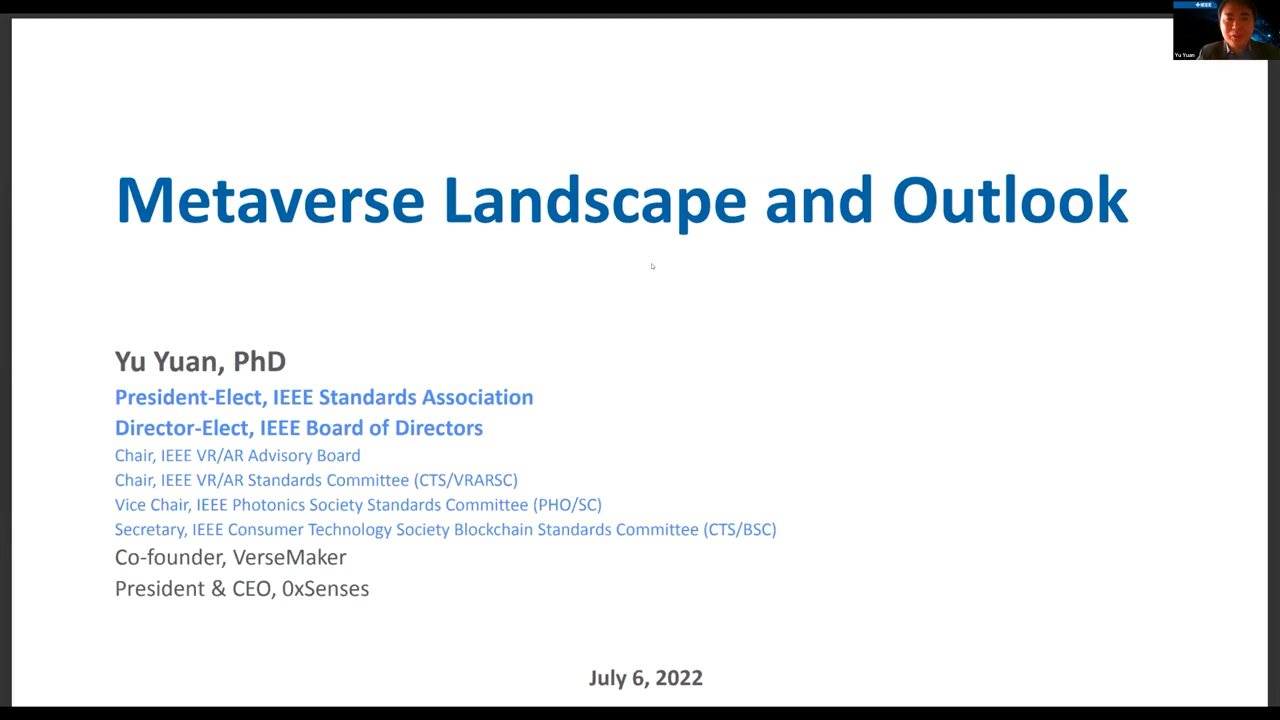 IEEE
Yu Yuan
Metaverse Landscape and Outlook
Yu Yuan, PhD
President-Elect, IEEE Standards Association
Director-Elect, IEEE Board of Directors
Chair, IEEE VR/AR Advisory Board
Chair, IEEE VR/AR Standards Committee (CTS/VRARSC)
Vice Chair, IEEE Photonics Society Standards Committee (PHO/SC)
Secretary, IEEE Consumer Technology Society Blockchain Standards Committee (CTS/BSC)
Co-founder, VerseMaker
President & CEO, 0xSenses
July 6, 2022